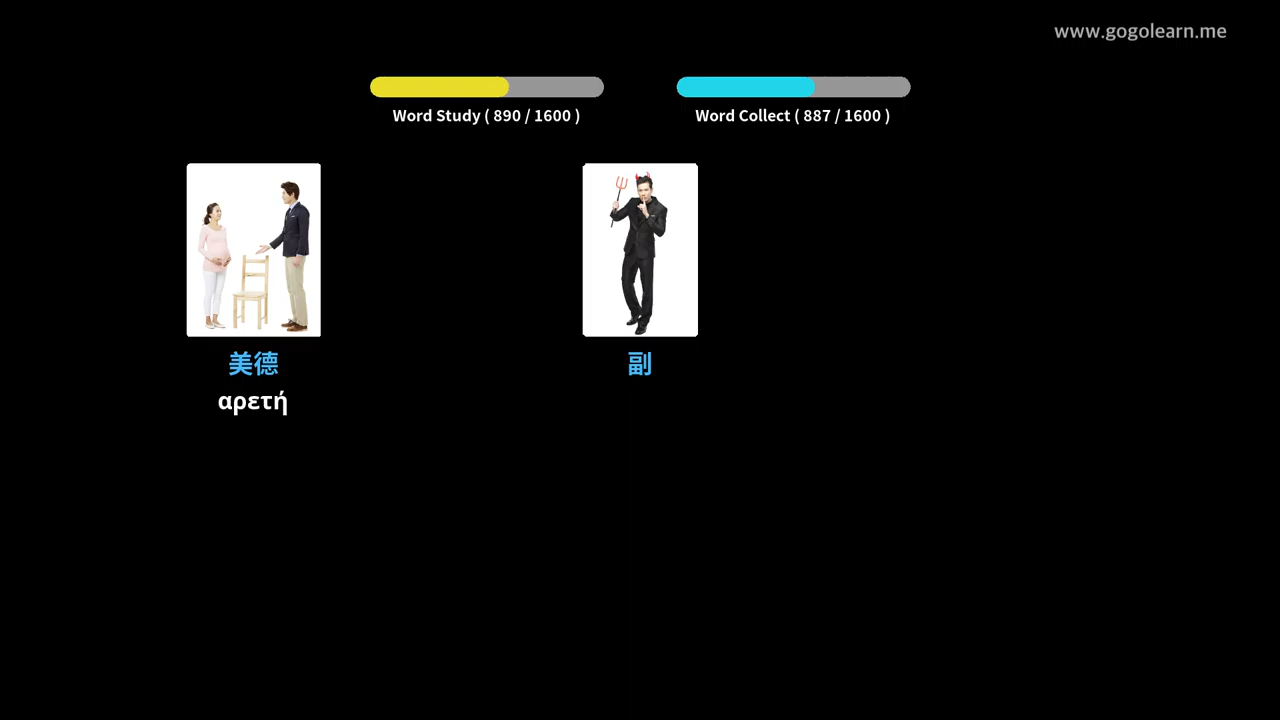 www.gogolearn.me
Word Study ( 890 / 1600 )
Word Collect ( 887 / 1600 )
美德
αρετή
副